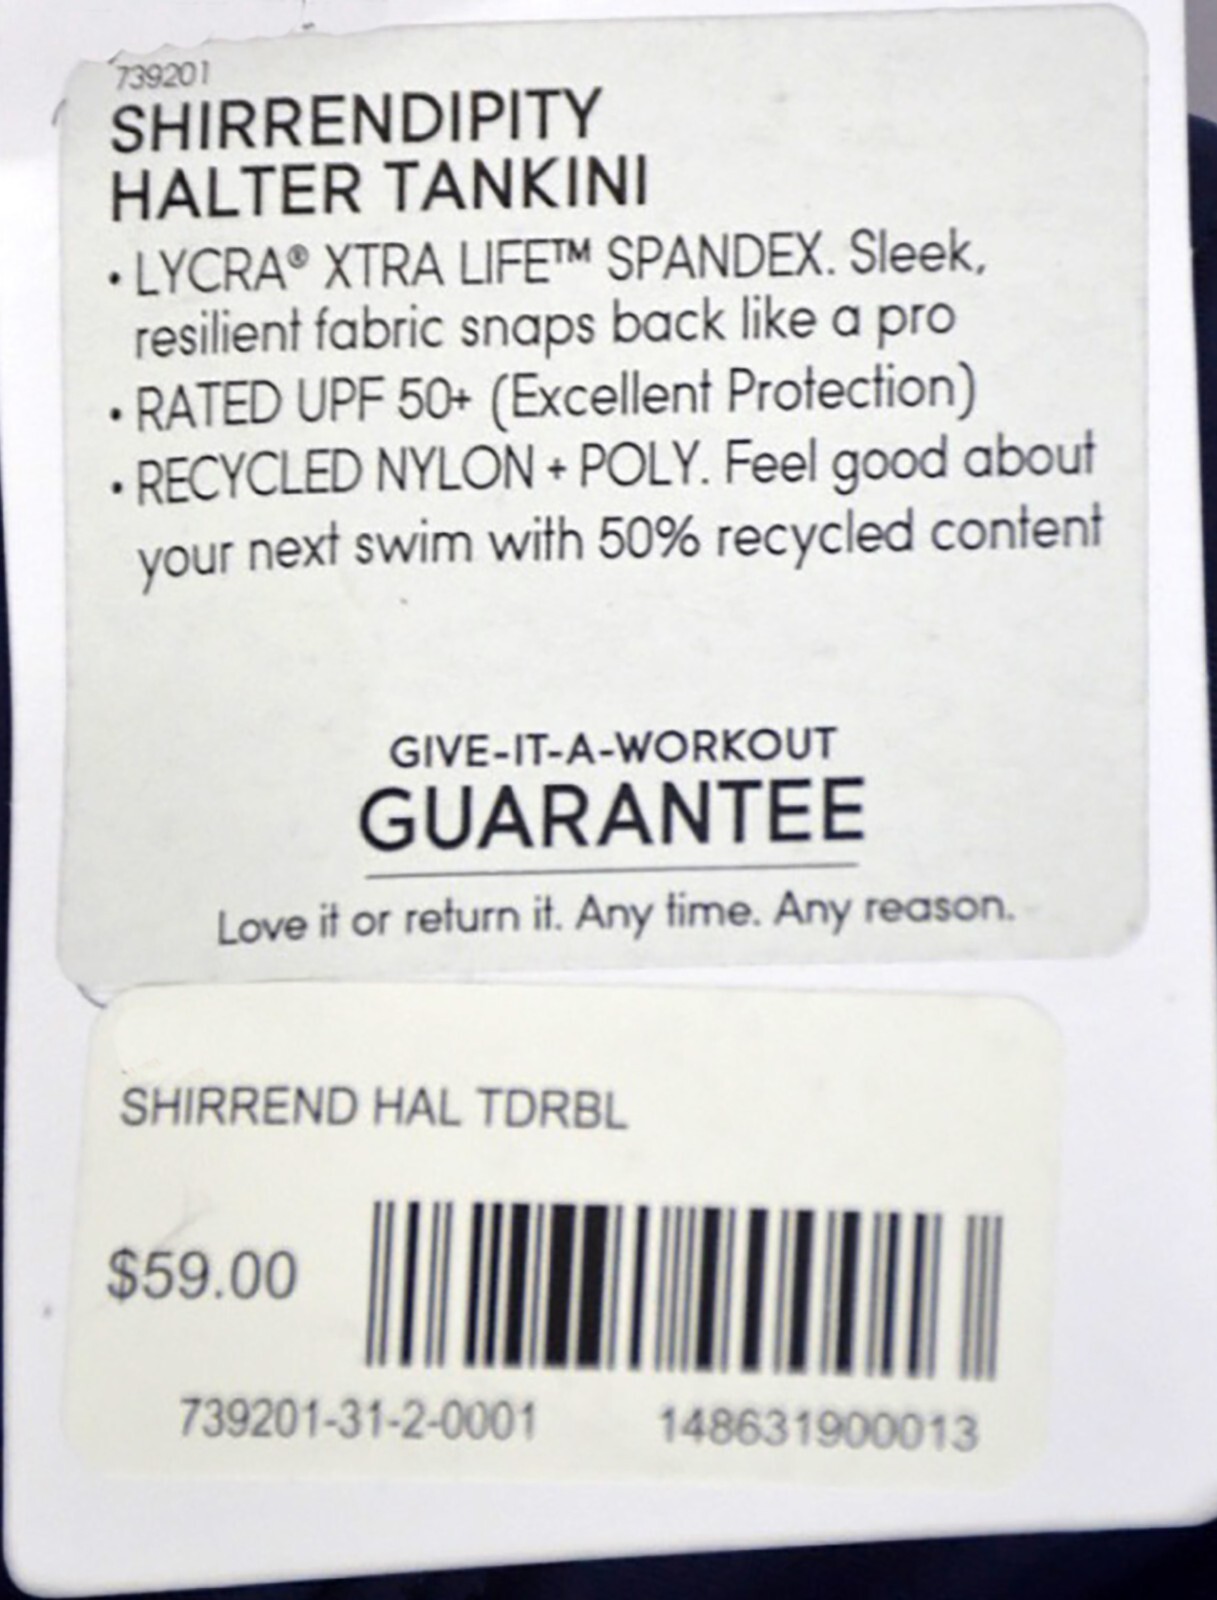 739201
SHIRRENDIPITY
HALTER TANKINI
• LYCRA® XTRA LIFE™ SPANDEX. Sleek,
resilient fabric snaps back like a pro
• RATED UPF 50+ (Excellent Protection)
• RECYCLED NYLON + POLY. Feel good about
your next swim with 50% recycled content
GIVE-IT-A-WORKOUT
GUARANTEE
Love it or return it. Any time. Any reason.
SHIRREND HAL TDRBL
$59.00
739201-31-2-0001 148631900013